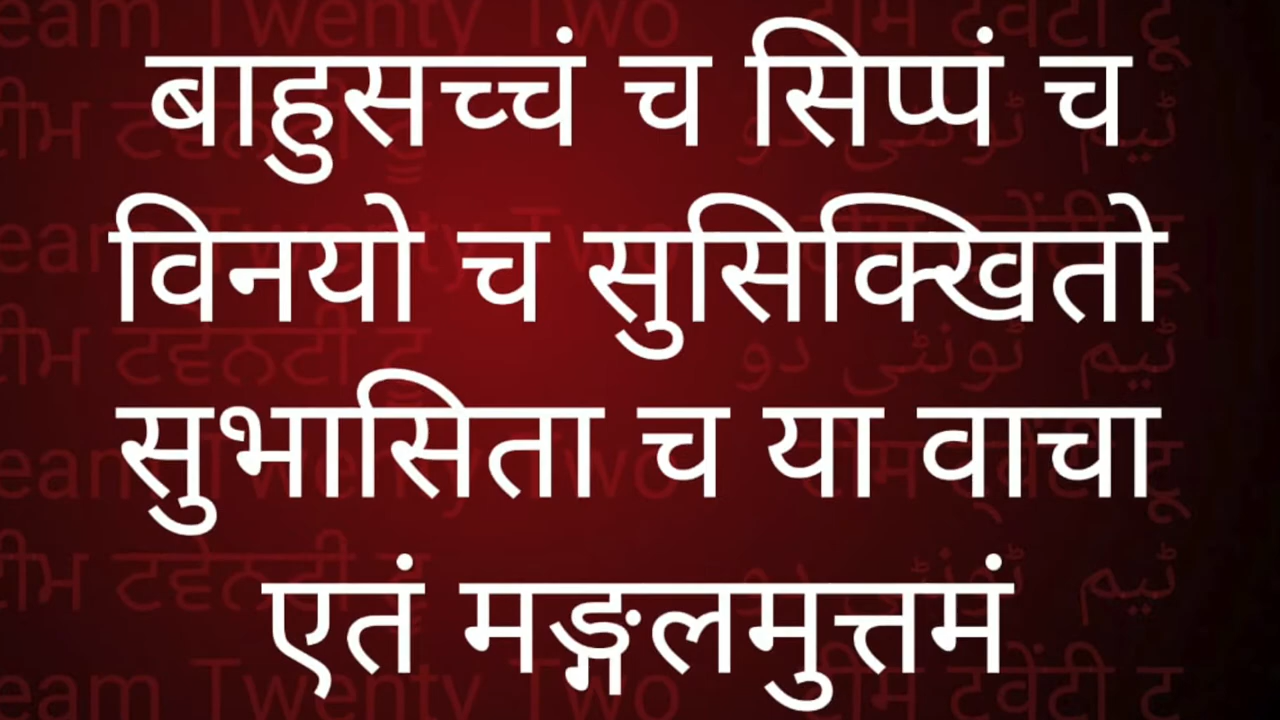 बाहुसच्चं च सिप्पं च
विनयो च सुसिक्खितो
सुभासिता च या वाचा
एतं मङ्गलमुत्तमं